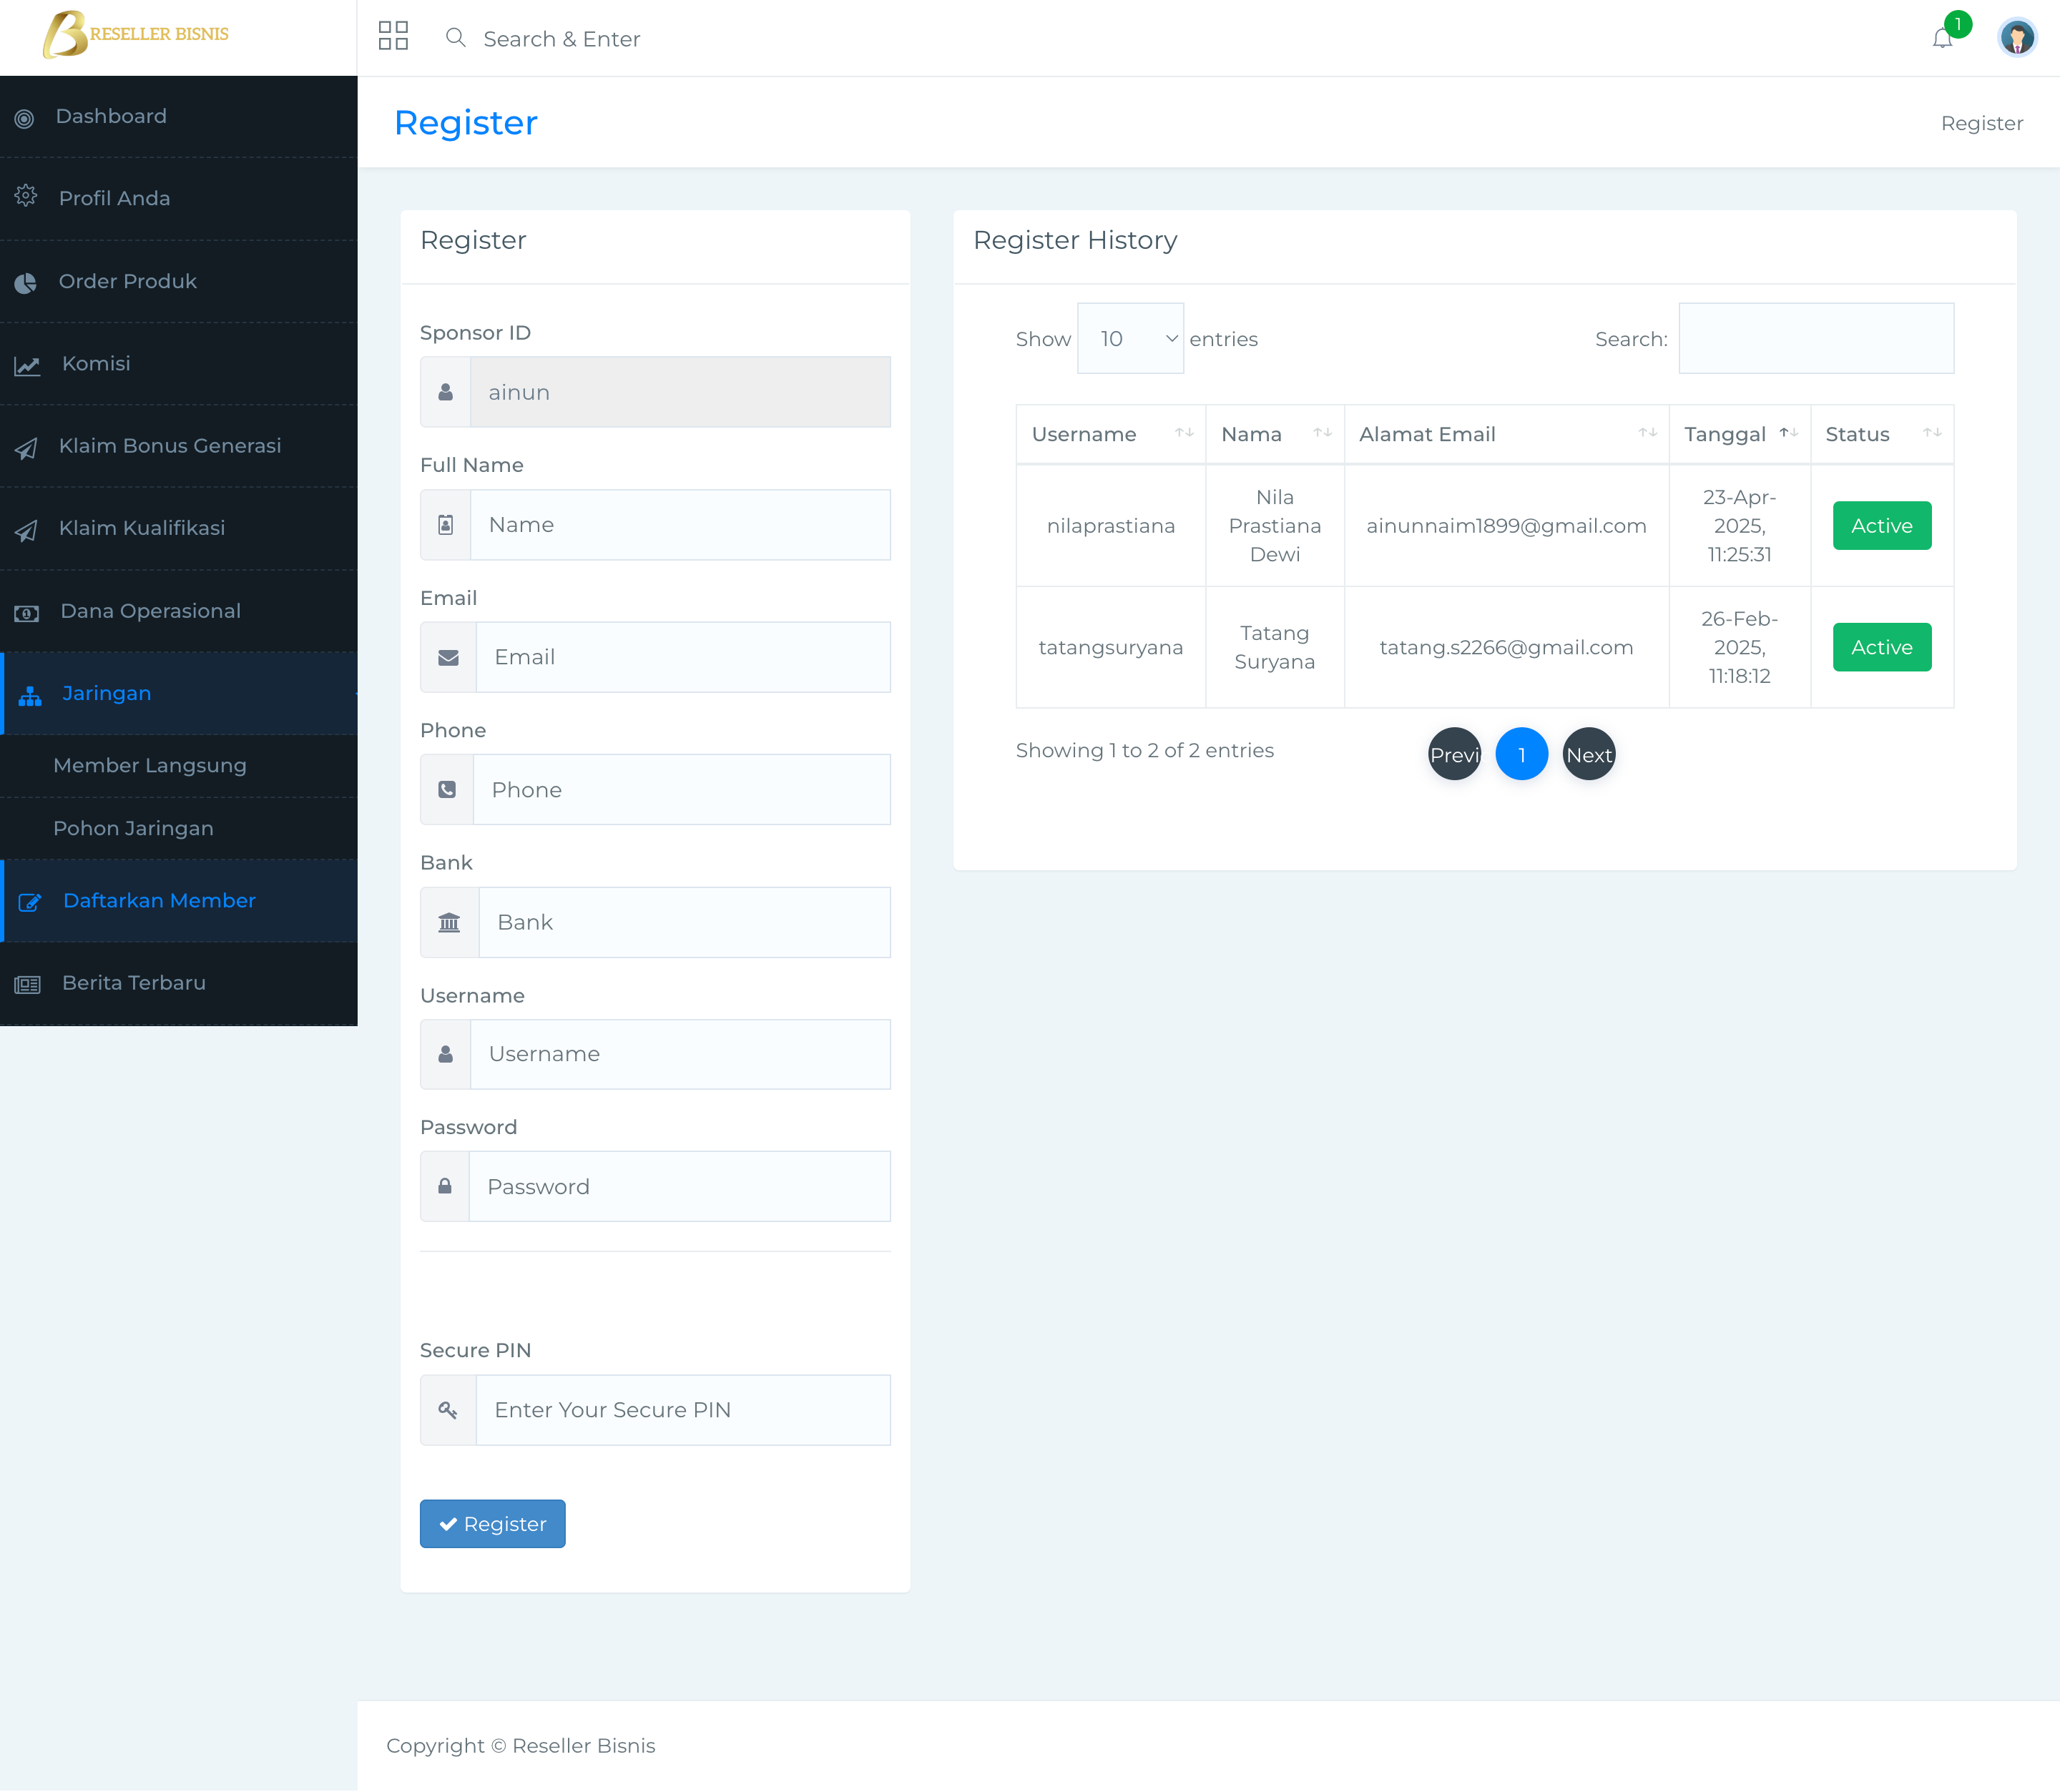 RESELLER BISNIS
Search & Enter
1
Dashboard
Profil Anda
Order Produk
Komisi
Klaim Bonus Generasi
Klaim Kualifikasi
Dana Operasional
Jaringan
Member Langsung
Pohon Jaringan
Daftarkan Member
Berita Terbaru
Register
Register
Register
Sponsor ID
ainun
Full Name
Name
Email
Email
Phone
Phone
Bank
Bank
Username
Username
Password
Password
Secure PIN
Enter Your Secure PIN
Register
Register History
Show 10 entries
Search:
Username Nama Alamat Email Tanggal Status
nilaprastiana Nila Prastiana Dewi ainunnaim1899@gmail.com 23-Apr-2025, 11:25:31 Active
tatangsuryana Tatang Suryana tatang.s2266@gmail.com 26-Feb-2025, 11:18:12 Active
Showing 1 to 2 of 2 entries
Previ 1 Next
Copyright © Reseller Bisnis